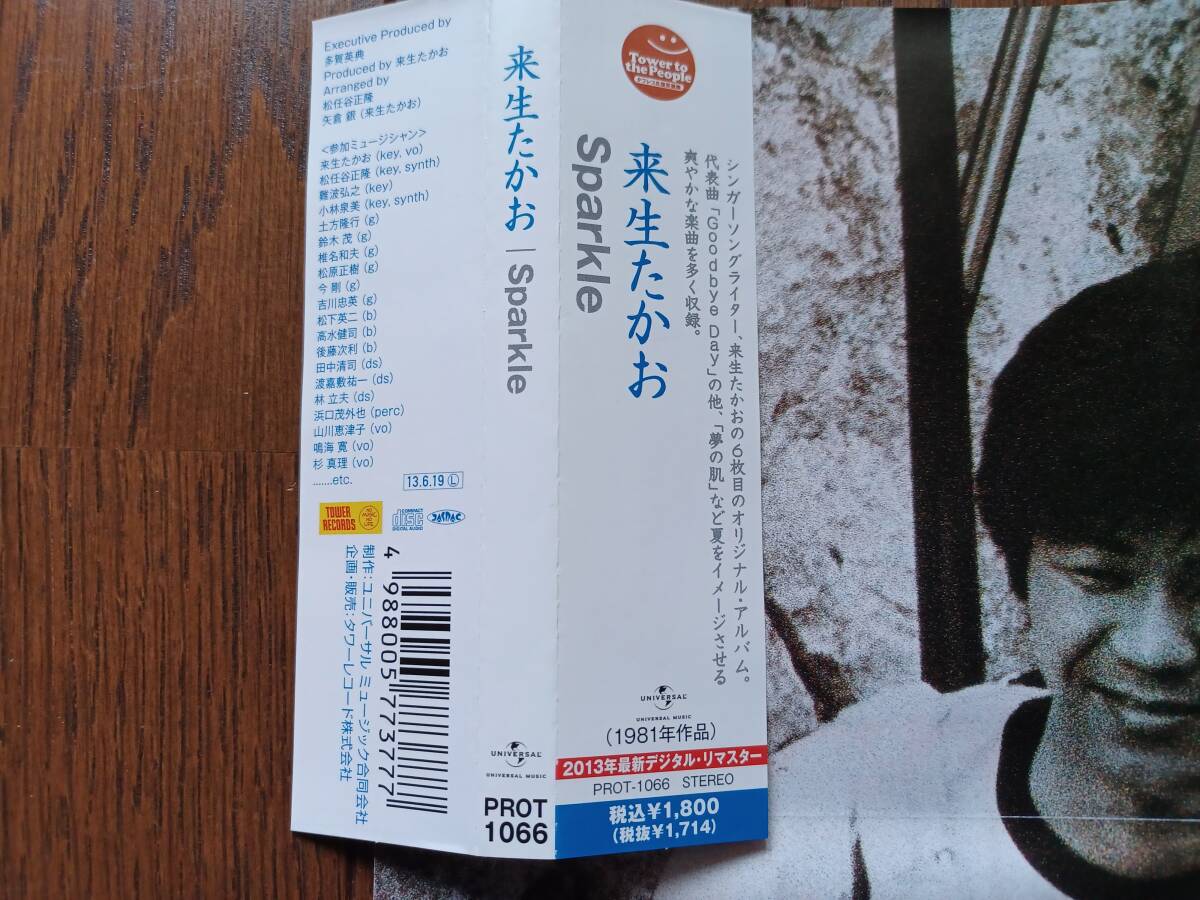 Executive Produced by
多賀英典
Produced by 来生たかお
Arranged by
松任谷正隆
矢倉 銀 (来生たかお)
<参加ミュージシャン>
来生たかお (key, vo)
松任谷正隆 (key, synth)
難波弘之 (key)
小林泉美 (key, synth)
土方隆行 (g)
鈴木 茂 (g)
椎名和夫 (g)
松原正樹 (g)
今 剛 (g)
吉川忠英 (g)
松下英二 (b)
高水健司 (b)
後藤次利 (b)
田中清司 (ds)
渡嘉敷祐一 (ds)
林 立夫 (ds)
浜口茂外也 (perc)
山川恵津子 (vo)
鳴海 寛 (vo)
杉 真理 (vo)
.......etc.
13.6.19 Ⓛ
TOWER
RECORDS
NO MUSIC
NO LIFE
COMPACT
disc
DIGITAL AUDIO
JASRAC
4 988005 773777
制作：ユニバーサル ミュージック合同会社
企画・販売：タワーレコード株式会社
来生たかお | Sparkle
UNIVERSAL
UNIVERSAL MUSIC
PROT
1066
Tower to
the People
来生たかお
Sparkle
シンガーソングライター、来生たかおの6枚目のオリジナル・アルバム。
代表曲「Goodbye Day」の他、「夢の肌」など夏をイメージさせる
爽やかな楽曲を多く収録。
UNIVERSAL
UNIVERSAL MUSIC
(1981年作品)
2013年最新デジタル・リマスター
PROT-1066 STEREO
税込¥1,800
(税抜¥1,714)